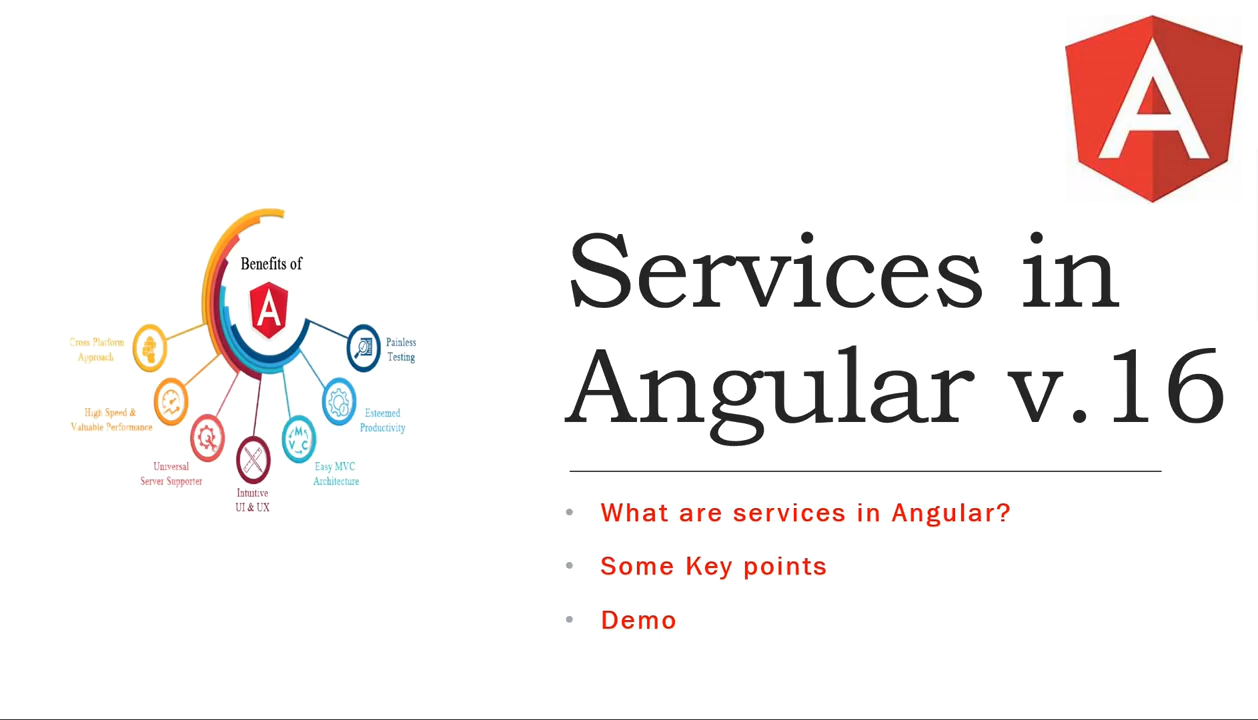 Benefits of
Cross Platform
Approach
High Speed &
Valuable Performance
Universal
Server Supporter
Intuitive
UI & UX
M
V C
Easy MVC
Architecture
Esteemed
Productivity
Painless
Testing
Services in
Angular v.16
• What are services in Angular?
• Some Key points
• Demo